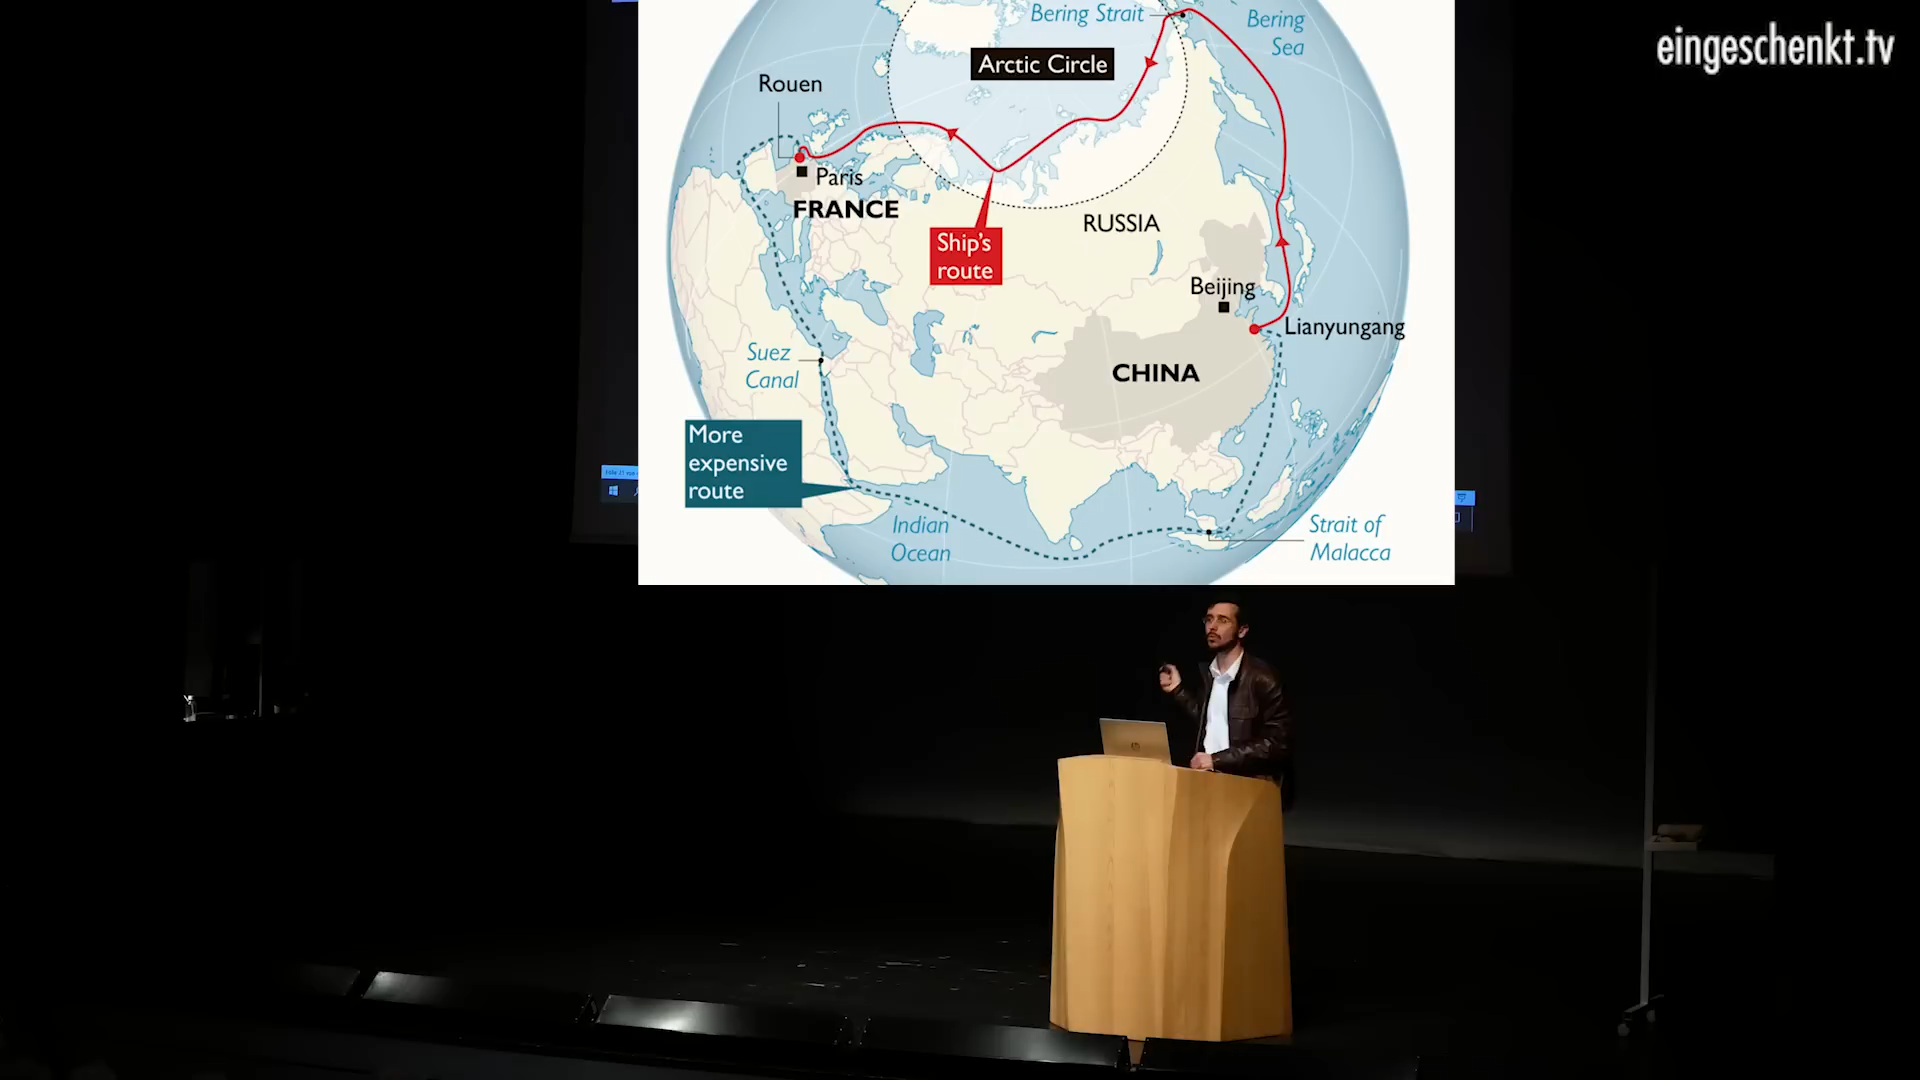 eingeschenkt.tv
Bering Strait
Bering
Sea
Arctic Circle
Rouen
Paris
FRANCE
RUSSIA
Ship's
route
Beijing
Lianyungang
Suez
Canal
CHINA
More
expensive
route
Indian
Ocean
Strait of
Malacca
hp